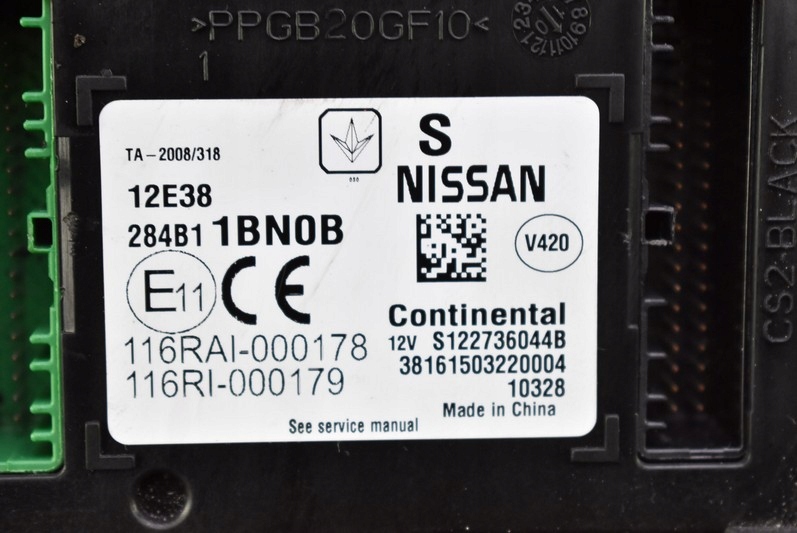 >PPGB20GF10<
1
TA-2008/318
S
NISSAN
12E38
284B1 1BN0B
V420
E11 CE
Continental
12V S122736044B
116RAI-000178
38161503220004
116RI-000179
10328
Made in China
See service manual
CS2-BLACK